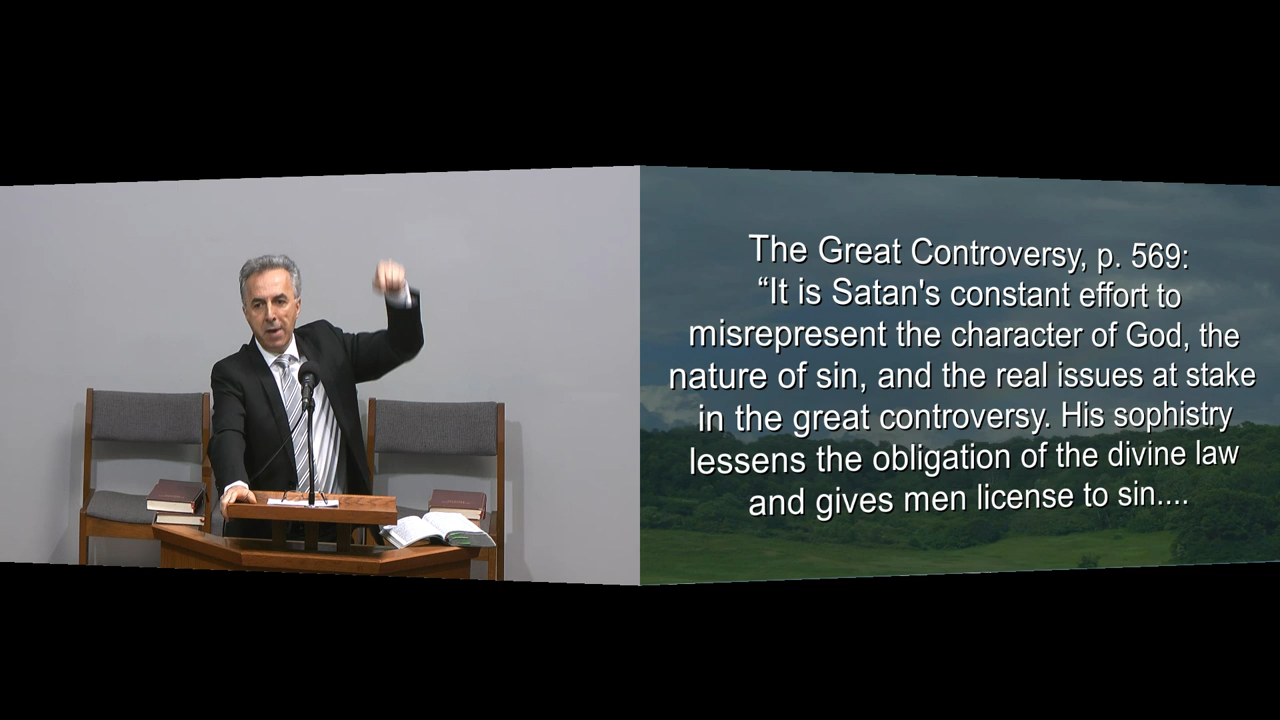 The Great Controversy, p. 569:
“It is Satan's constant effort to
misrepresent the character of God, the
nature of sin, and the real issues at stake
in the great controversy. His sophistry
lessens the obligation of the divine law
and gives men license to sin....